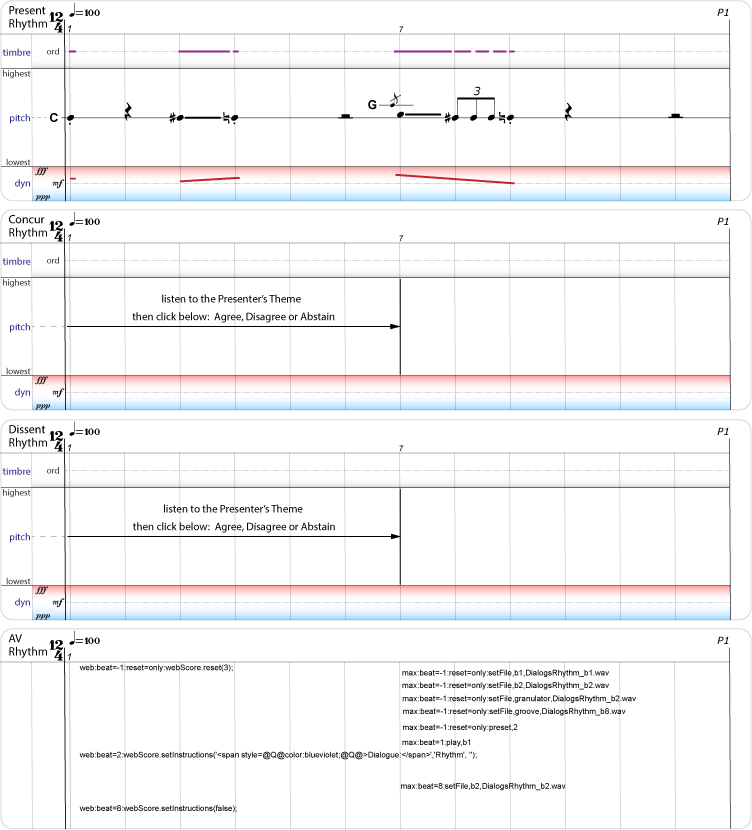 Present
Rhythm
12
4
=100
P1
1
7
timbre
ord
highest
pitch
C
G
3
lowest
fff
dyn
mf
ppp
Concur
Rhythm
12
4
=100
P1
1
7
timbre
ord
highest
listen to the Presenter's Theme
then click below: Agree, Disagree or Abstain
pitch
lowest
fff
dyn
mf
ppp
Dissent
Rhythm
12
4
=100
P1
1
7
timbre
ord
highest
listen to the Presenter's Theme
then click below: Agree, Disagree or Abstain
pitch
lowest
fff
dyn
mf
ppp
AV
Rhythm
12
4
=100
P1
1
web:beat=-1:reset=only:webScore.reset(3);
max:beat=-1:reset=only:setFile,b1,DialogsRhythm_b1.wav
max:beat=-1:reset=only:setFile,b2,DialogsRhythm_b2.wav
max:beat=-1:reset=only:setFile,granulator,DialogsRhythm_b2.wav
max:beat=-1:reset=only:setFile,groove,DialogsRhythm_b8.wav
max:beat=-1:reset=only:preset,2
max:beat=1:play,b1
web:beat=2:webScore.setInstructions('<span style=@Q@color:blueviolet;@Q@>Dialogue:</span>','Rhythm', '');
max:beat=8:setFile,b2,DialogsRhythm_b2.wav
web:beat=8:webScore.setInstructions(false);